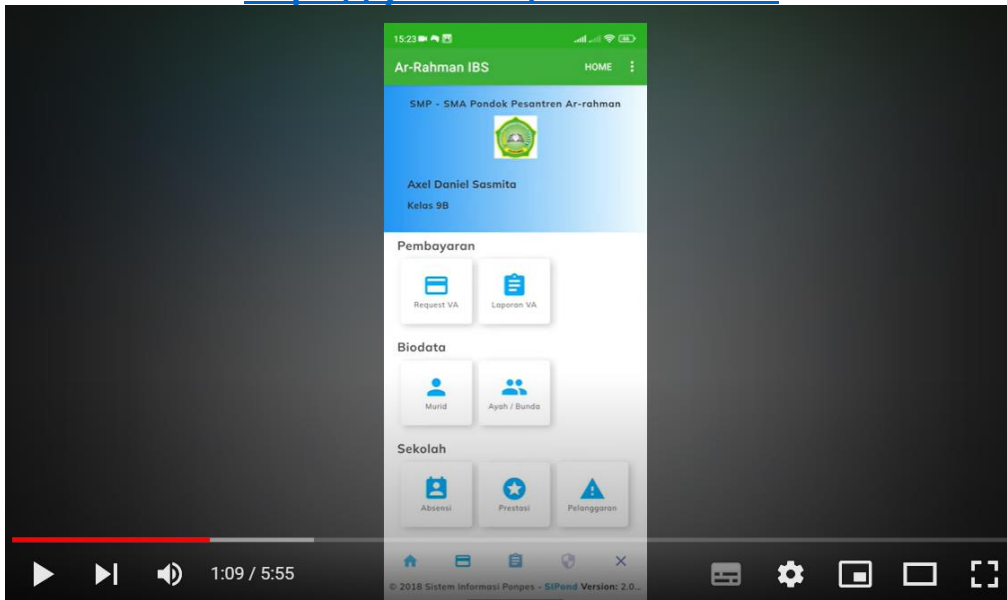 15:23
Ar-Rahman IBS HOME
SMP - SMA Pondok Pesantren Ar-rahman
Axel Daniel Sasmita
Kelas 9B
Pembayaran
Request VA Laporan VA
Biodata
Murid Ayah / Bunda
Sekolah
Absensi Prestasi Pelanggaran
1:09 / 5:55
© 2018 Sistem Informasi Ponpes - SIPond Version: 2.0...